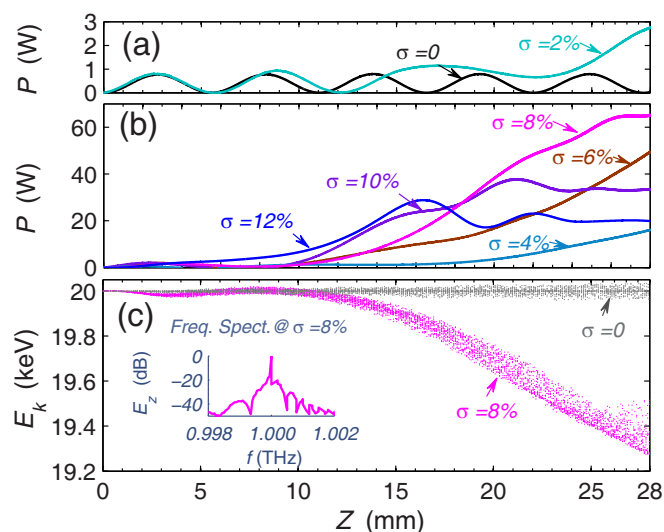 (a)
σ =0
σ =2%
P (W)
3
2
1
0
(b)
σ =8%
σ =6%
σ =10%
σ =12%
σ =4%
P (W)
60
40
20
0
(c)
σ =0
Freq. Spect.@ σ =8%
E_z (dB)
0
−20
−40
0.998 1.000 1.002
f (THz)
σ =8%
E_k (keV)
20
19.8
19.6
19.4
19.2
0 5 10 15 20 25 28
Z (mm)